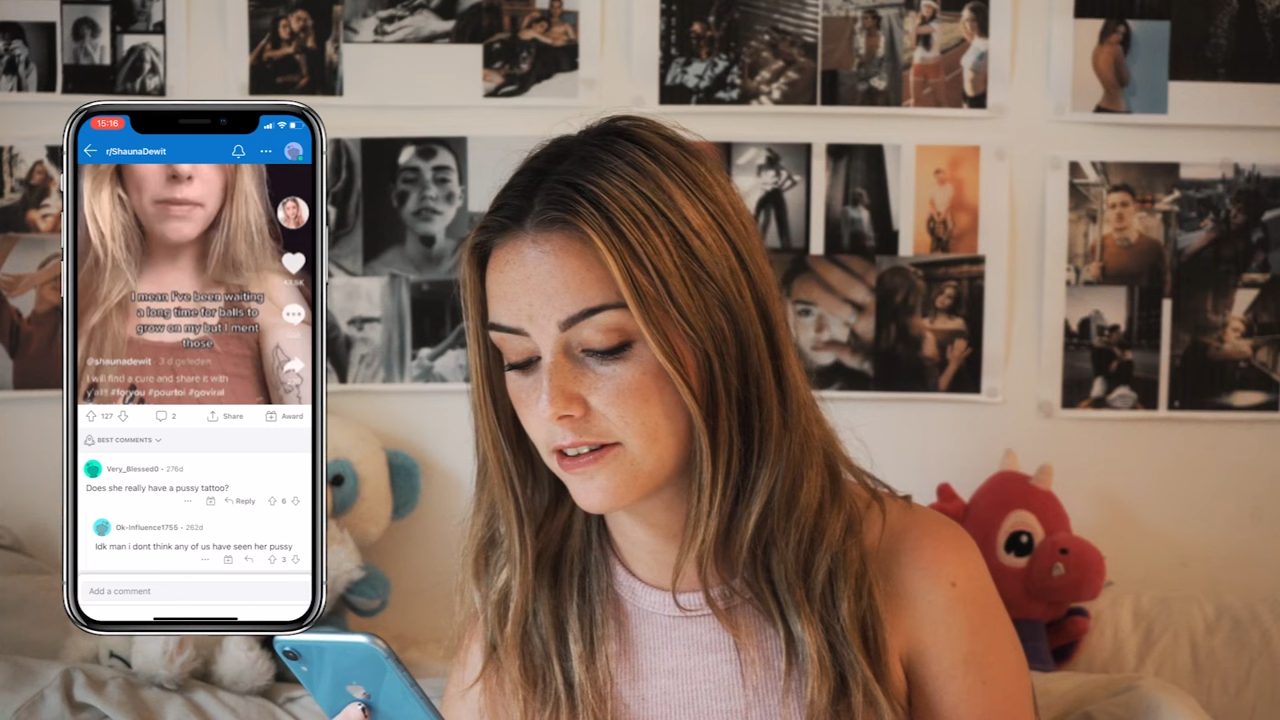 15:16
r/ShaunaDewit
I mean I've been waiting
a long time for balls to
grow on my but I ment
those
@shaunadewit · 3 d geleden
I will find a cure and share it with
y'all! #foryou #pourtoi #goviral
127
2
Share
Award
BEST COMMENTS
Very_Blessed0 • 276d
Does she really have a pussy tattoo?
Reply
6
Ok-Influence1755 • 262d
Idk man i dont think any of us have seen her pussy
3
Add a comment